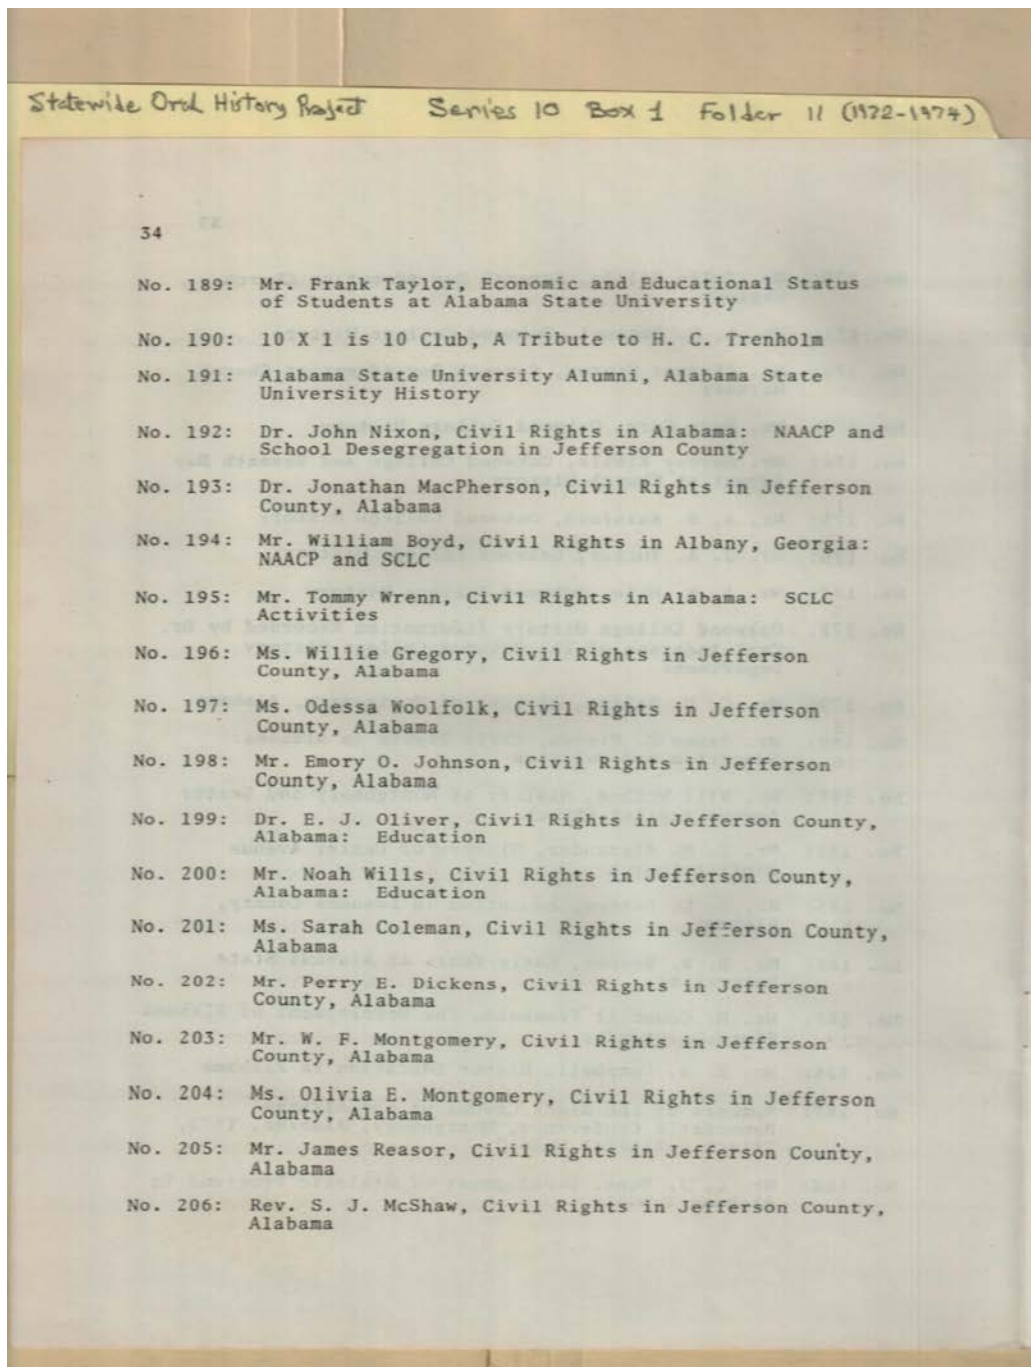 Statewide Oral History Project Series 10 Box 1 Folder 11 (1972-1974)
34
No. 189: Mr. Frank Taylor, Economic and Educational Status
of Students at Alabama State University
No. 190: 10 X 1 is 10 Club, A Tribute to H. C. Trenholm
No. 191: Alabama State University Alumni, Alabama State
University History
No. 192: Dr. John Nixon, Civil Rights in Alabama: NAACP and
School Desegregation in Jefferson County
No. 193: Dr. Jonathan MacPherson, Civil Rights in Jefferson
County, Alabama
No. 194: Mr. William Boyd, Civil Rights in Albany, Georgia:
NAACP and SCLC
No. 195: Mr. Tommy Wrenn, Civil Rights in Alabama: SCLC
Activities
No. 196: Ms. Willie Gregory, Civil Rights in Jefferson
County, Alabama
No. 197: Ms. Odessa Woolfolk, Civil Rights in Jefferson
County, Alabama
No. 198: Mr. Emory O. Johnson, Civil Rights in Jefferson
County, Alabama
No. 199: Dr. E. J. Oliver, Civil Rights in Jefferson County,
Alabama: Education
No. 200: Mr. Noah Wills, Civil Rights in Jefferson County,
Alabama: Education
No. 201: Ms. Sarah Coleman, Civil Rights in Jefferson County,
Alabama
No. 202: Mr. Perry E. Dickens, Civil Rights in Jefferson
County, Alabama
No. 203: Mr. W. F. Montgomery, Civil Rights in Jefferson
County, Alabama
No. 204: Ms. Olivia E. Montgomery, Civil Rights in Jefferson
County, Alabama
No. 205: Mr. James Reasor, Civil Rights in Jefferson County,
Alabama
No. 206: Rev. S. J. McShaw, Civil Rights in Jefferson County,
Alabama